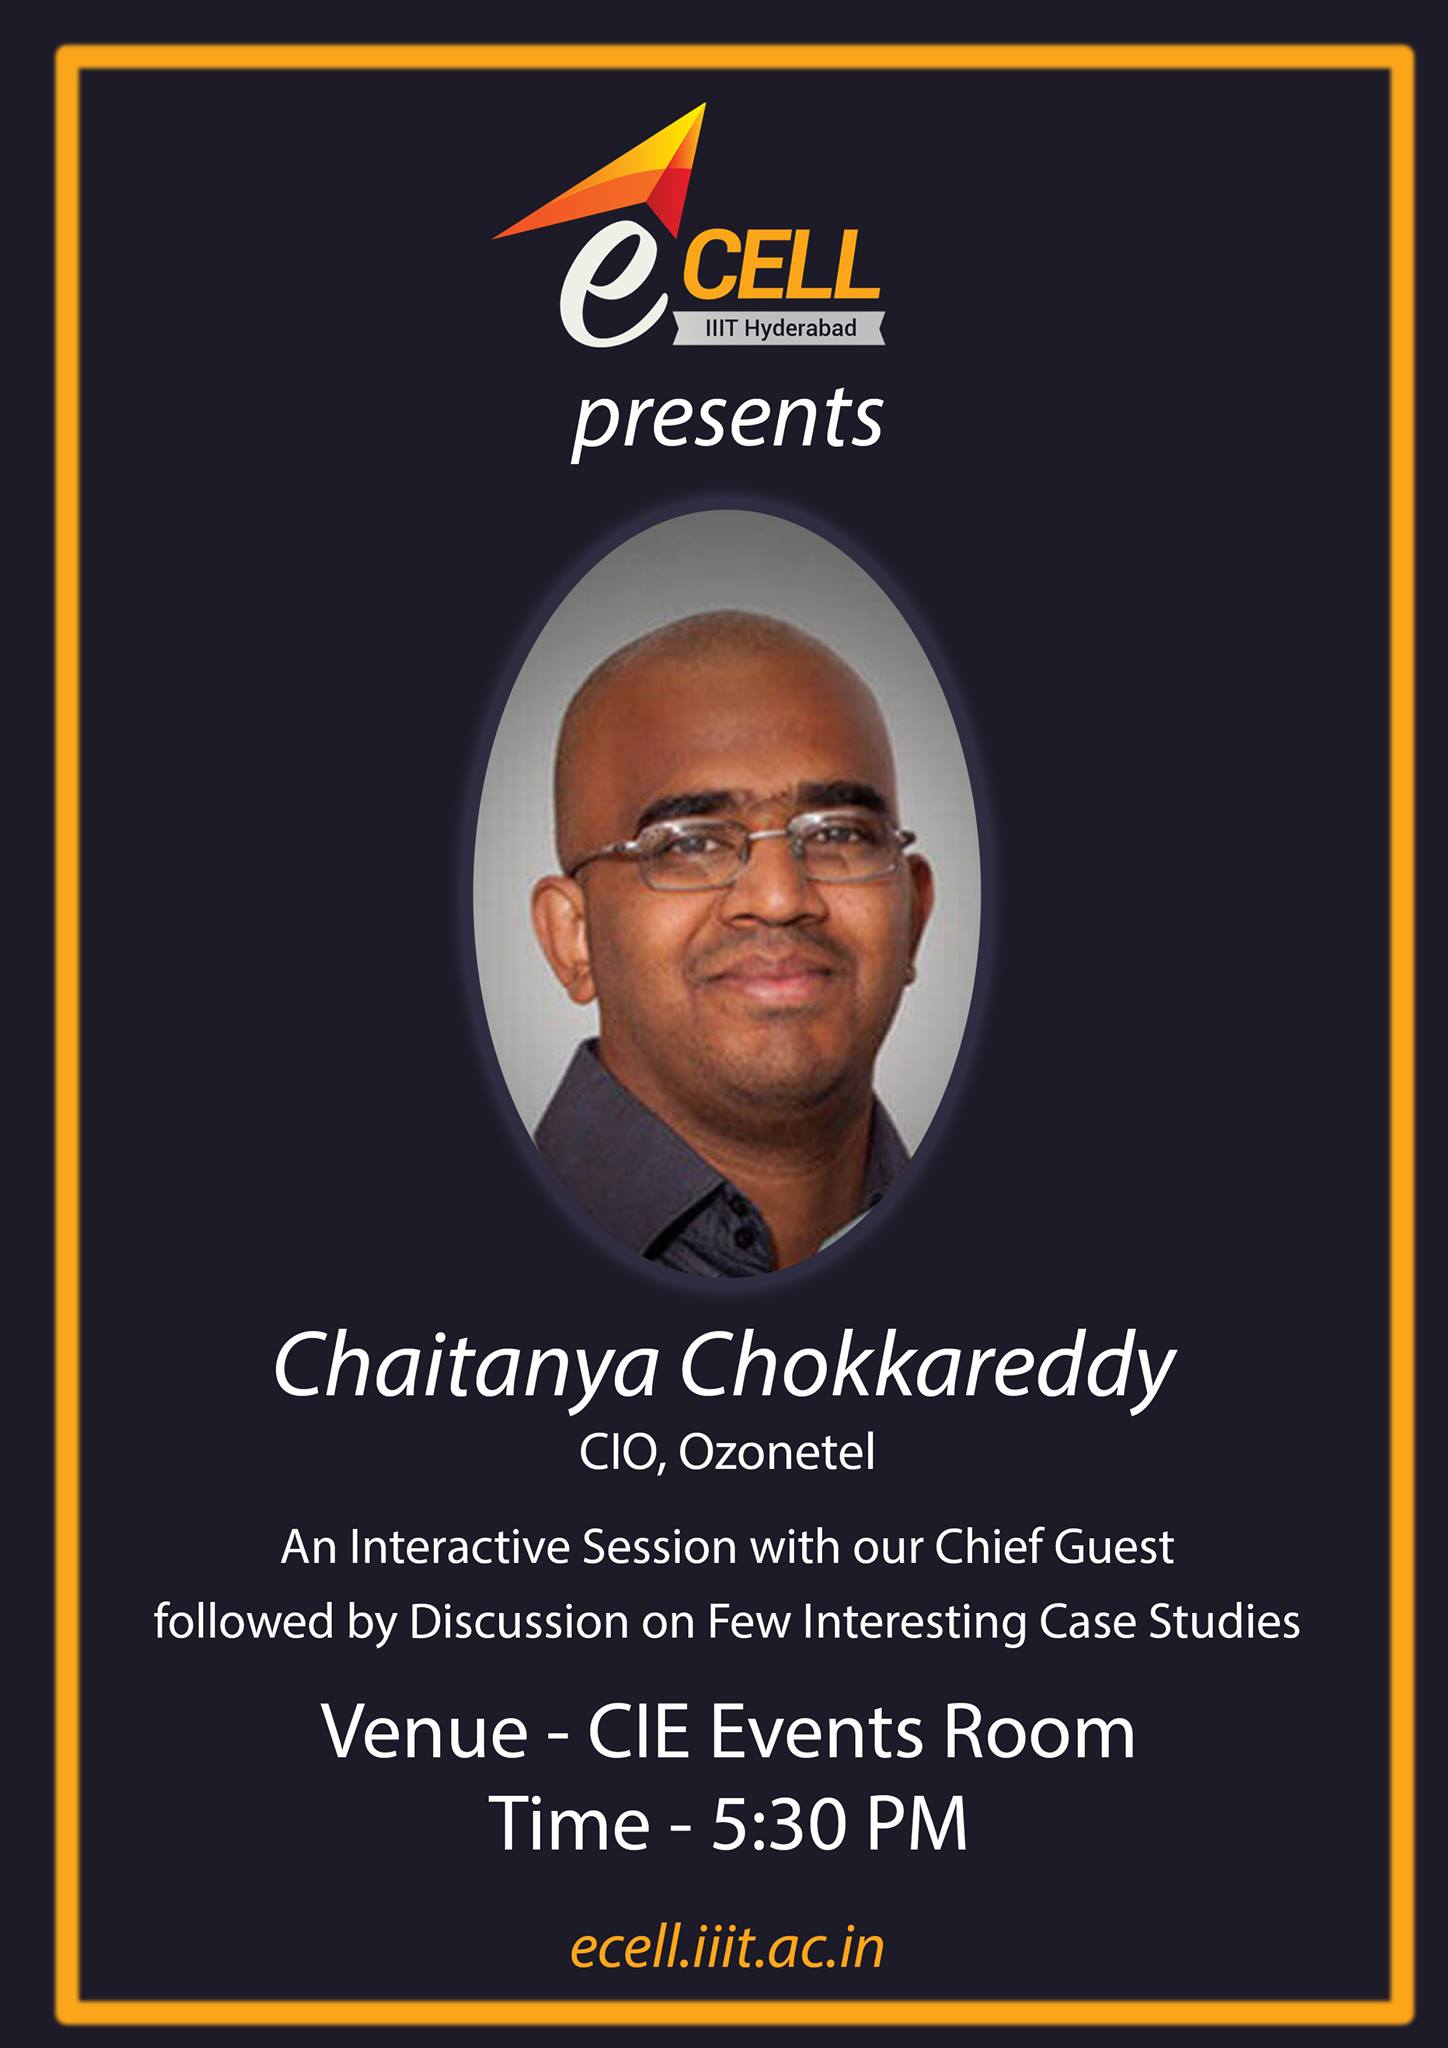 e CELL
IIIT Hyderabad
presents
Chaitanya Chokkareddy
CIO, Ozonetel
An Interactive Session with our Chief Guest
followed by Discussion on Few Interesting Case Studies
Venue - CIE Events Room
Time - 5:30 PM
ecell.iiit.ac.in